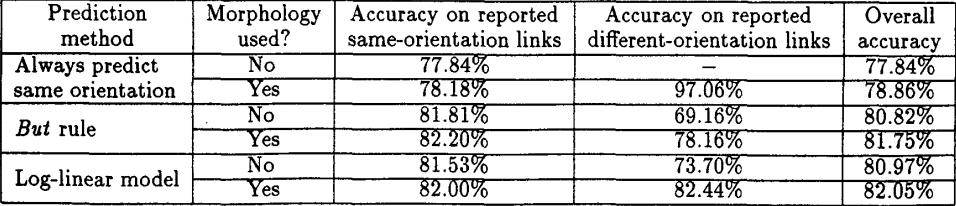 Prediction method Morphology used? Accuracy on reported same-orientation links Accuracy on reported different-orientation links Overall accuracy
Always predict same orientation No 77.84% – 77.84%
Yes 78.18% 97.06% 78.86%
But rule No 81.81% 69.16% 80.82%
Yes 82.20% 78.16% 81.75%
Log-linear model No 81.53% 73.70% 80.97%
Yes 82.00% 82.44% 82.05%